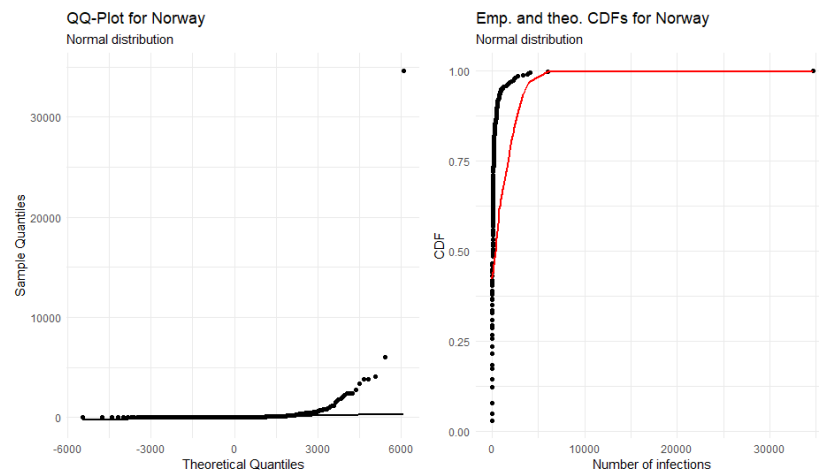 QQ-Plot for Norway
Normal distribution
Sample Quantiles
30000
20000
10000
0
-6000 -3000 0 3000 6000
Theoretical Quantiles
Emp. and theo. CDFs for Norway
Normal distribution
CDF
1.00
0.75
0.50
0.25
0.00
0 10000 20000 30000
Number of infections